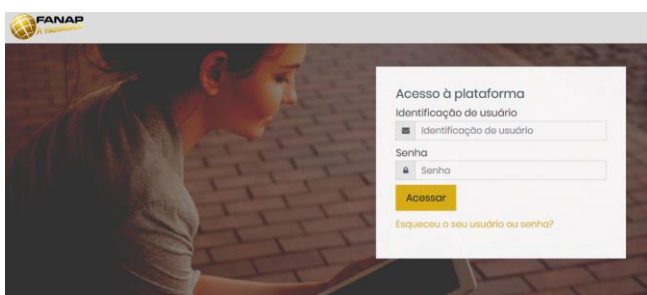 FANAP
Acesso à plataforma
Identificação de usuário
Identificação de usuário
Senha
Senha
Acessar
Esqueceu o seu usuário ou senha?